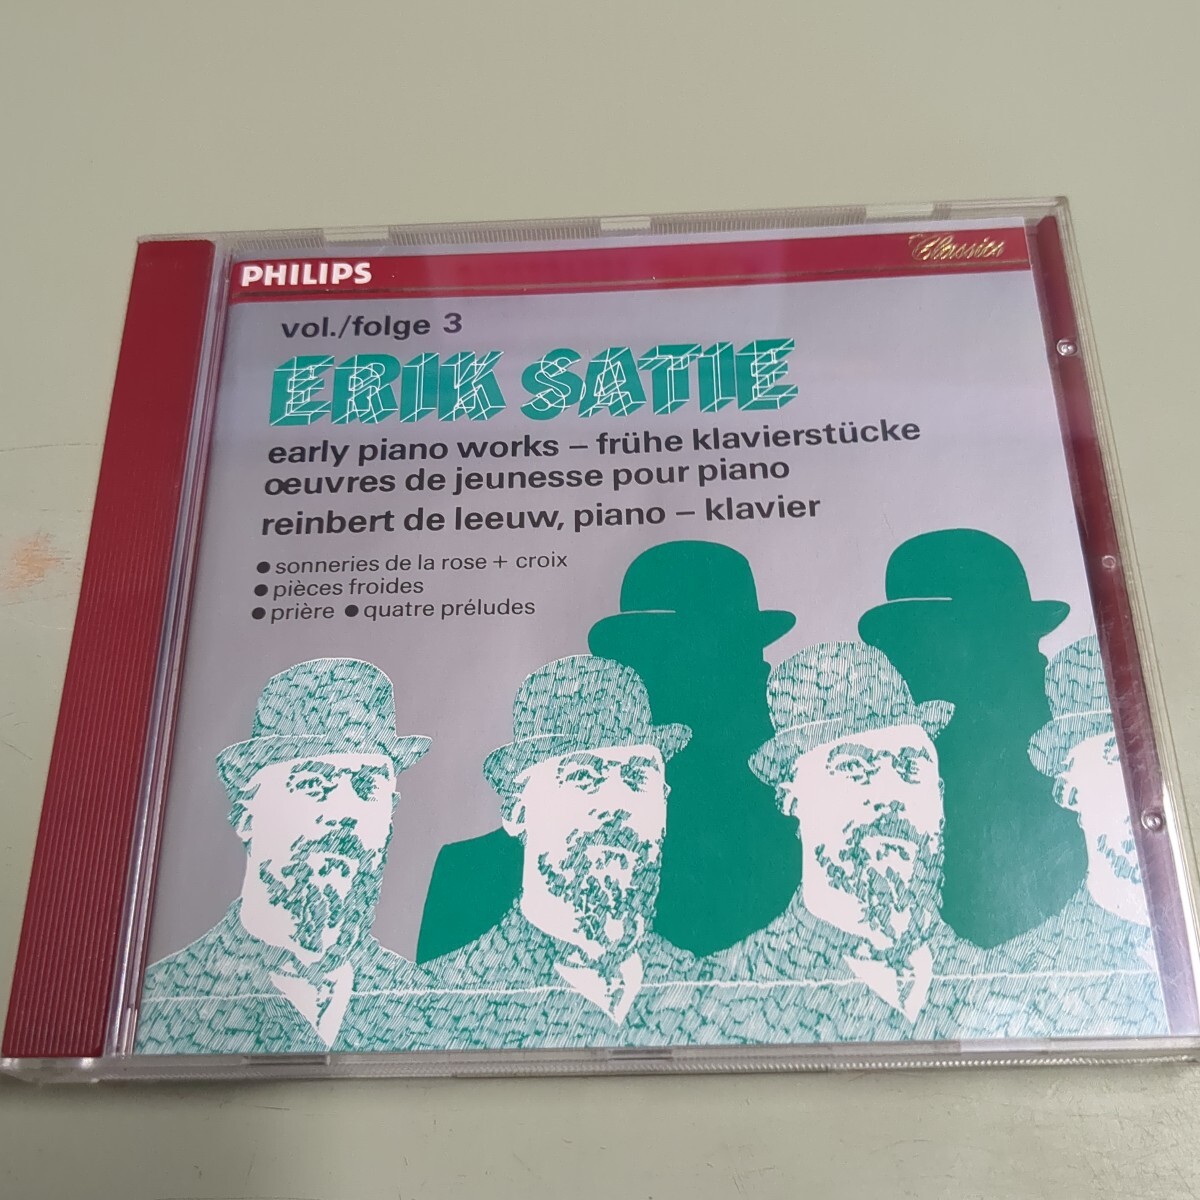 PHILIPS
Classics
vol./folge 3
ERIK SATIE
early piano works – frühe klavierstücke
œuvres de jeunesse pour piano
reinbert de leeuw, piano – klavier
● sonneries de la rose + croix
● pièces froides
● prière ● quatre préludes